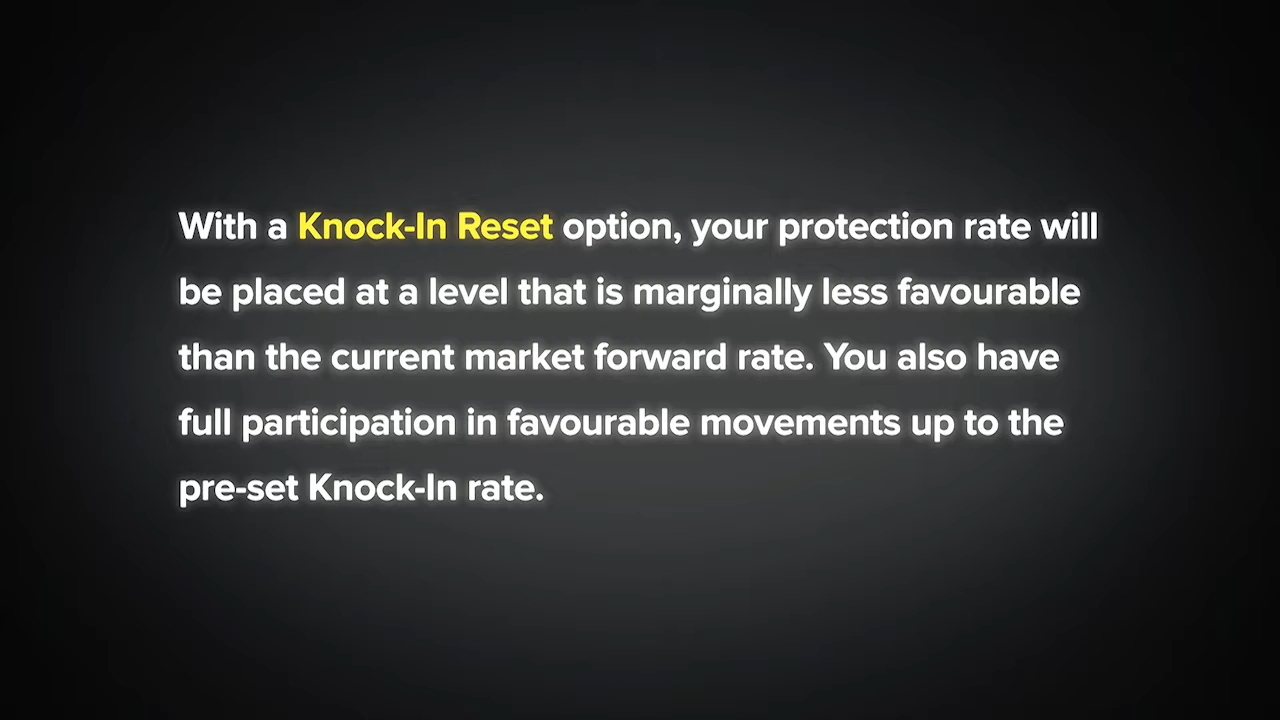 With a Knock-In Reset option, your protection rate will
be placed at a level that is marginally less favourable
than the current market forward rate. You also have
full participation in favourable movements up to the
pre-set Knock-In rate.